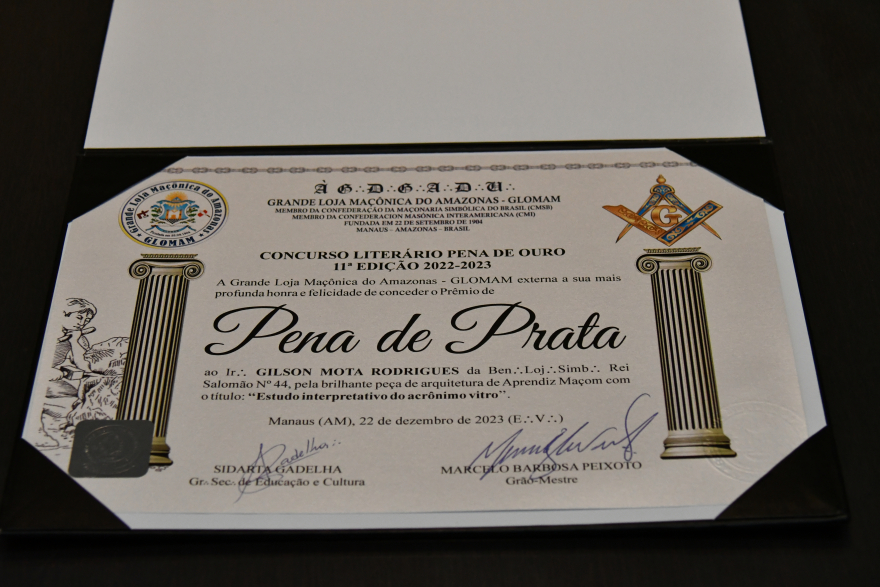 À G∴D∴G∴A∴D∴U∴
GRANDE LOJA MAÇÔNICA DO AMAZONAS - GLOMAM
MEMBRO DA CONFEDERAÇÃO DA MAÇONARIA SIMBÓLICA DO BRASIL (CMSB)
MEMBRO DA CONFEDERACION MASÓNICA INTERAMERICANA (CMI)
FUNDADA EM 22 DE SETEMBRO DE 1904
MANAUS – AMAZONAS – BRASIL
Grande Loja Maçônica do Amazonas
GLOMAM
G
CONCURSO LITERÁRIO PENA DE OURO
11ª EDIÇÃO 2022-2023
A Grande Loja Maçônica do Amazonas - GLOMAM externa a sua mais
profunda honra e felicidade de conceder o Prêmio de
Pena de Prata
ao Ir∴ GILSON MOTA RODRIGUES da Ben∴Loj∴Simb∴ Rei
Salomão Nº 44, pela brilhante peça de arquitetura de Aprendiz Maçom com
o título: “Estudo interpretativo do acrônimo vitro”.
Manaus (AM), 22 de dezembro de 2023 (E∴V∴)
SIDARTA GADELHA
Gr∴ Sec∴ de Educação e Cultura
MARCELO BARBOSA PEIXOTO
Grão-Mestre